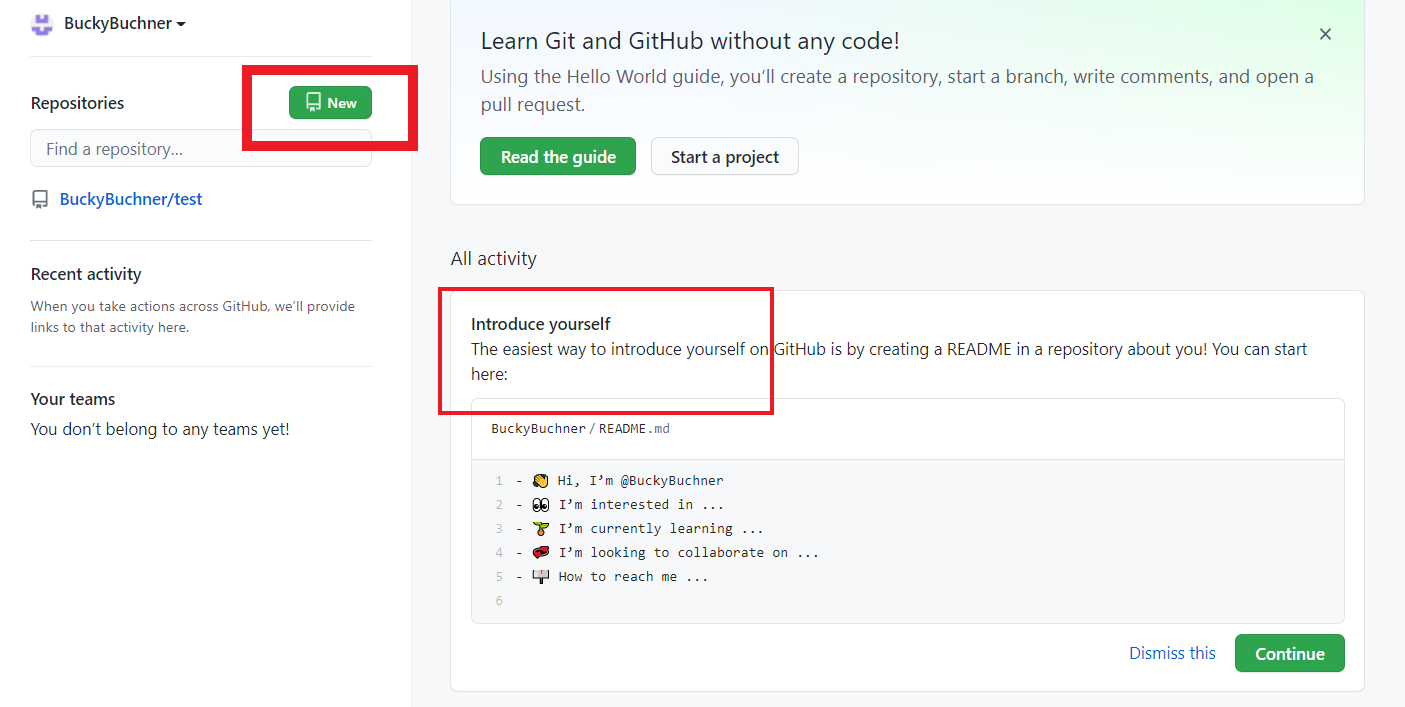 BuckyBuchner
Repositories
New
Find a repository...
BuckyBuchner/test
Recent activity
When you take actions across GitHub, we’ll provide
links to that activity here.
Your teams
You don’t belong to any teams yet!
Learn Git and GitHub without any code!
Using the Hello World guide, you’ll create a repository, start a branch, write comments, and open a
pull request.
Read the guide
Start a project
All activity
Introduce yourself
The easiest way to introduce yourself on GitHub is by creating a README in a repository about you! You can start
here:
BuckyBuchner / README.md
1 - 👋 Hi, I’m @BuckyBuchner
2 - 👀 I’m interested in ...
3 - 🌱 I’m currently learning ...
4 - 💞️ I’m looking to collaborate on ...
5 - 📫 How to reach me ...
6
Dismiss this
Continue